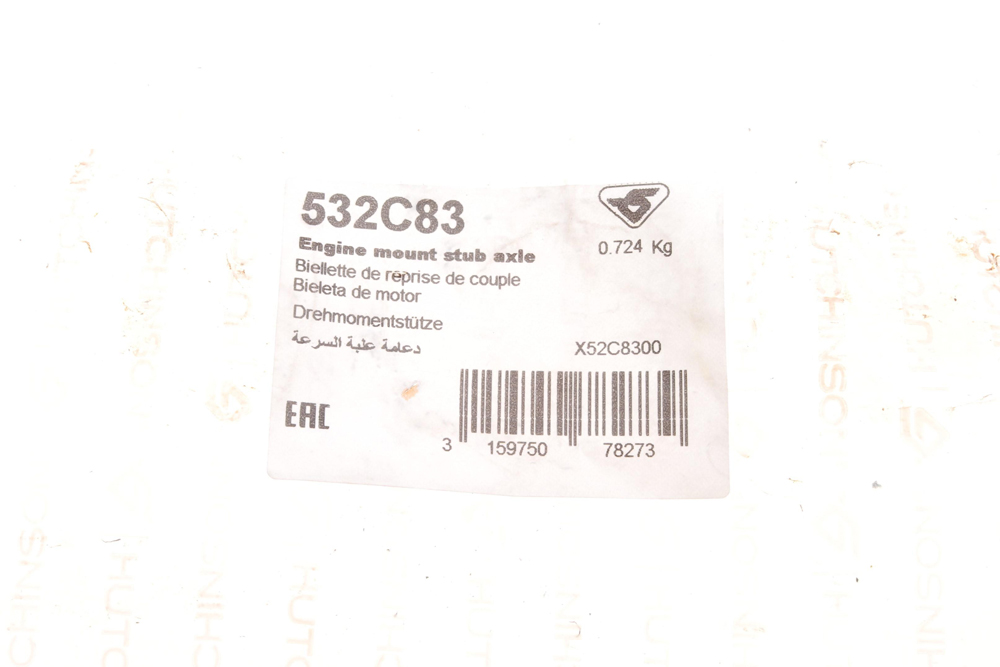 532C83
0.724 Kg
Engine mount stub axle
Biellette de reprise de couple
Bieleta de motor
Drehmomentstütze
دعامة علبة السرعة
X52C8300
EAC
3 159750 78273